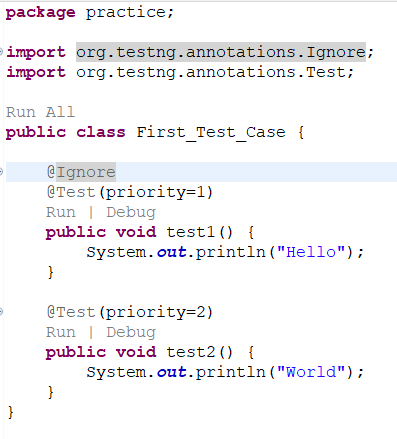 package practice;
import org.testng.annotations.Ignore;
import org.testng.annotations.Test;
Run All
public class First_Test_Case {
@Ignore
@Test(priority=1)
Run | Debug
public void test1() {
System.out.println("Hello");
}
@Test(priority=2)
Run | Debug
public void test2() {
System.out.println("World");
}
}